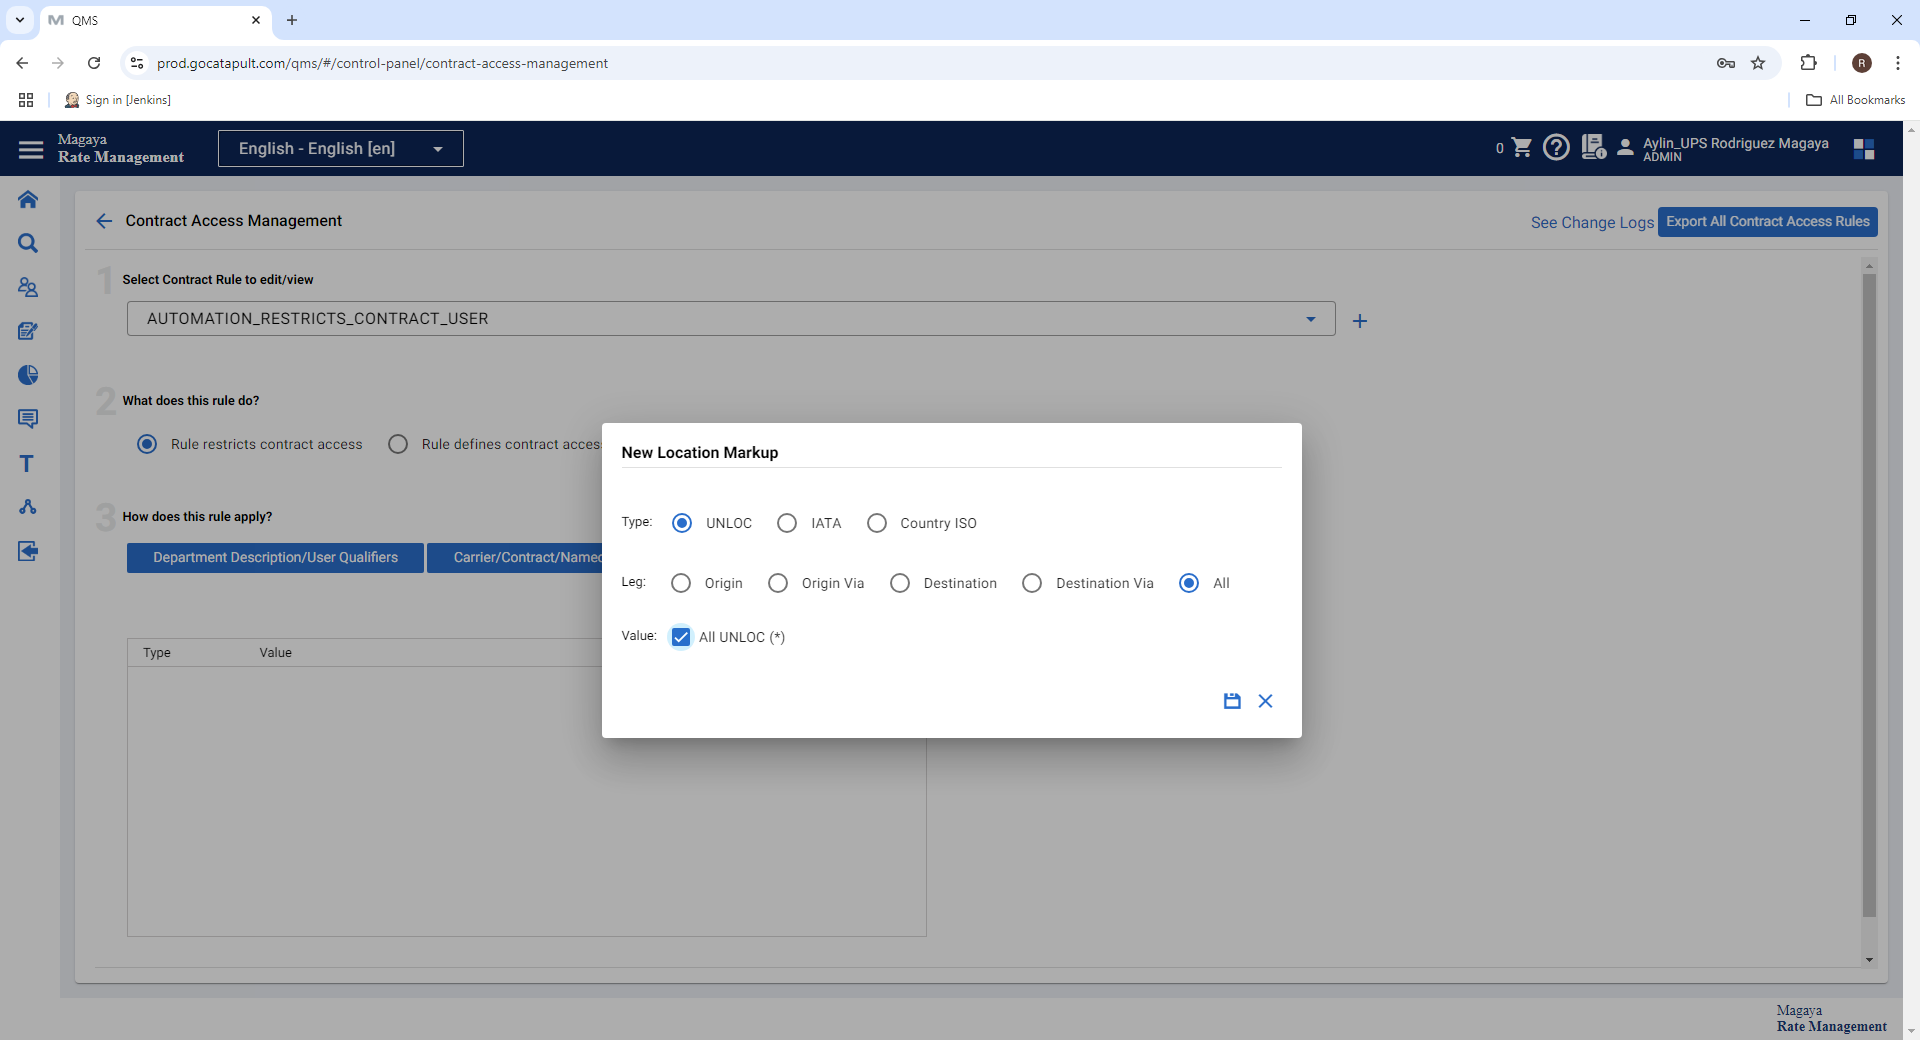 QMS
prod.gocatapult.com/qms/#/control-panel/contract-access-management
R
Sign in [Jenkins]
All Bookmarks
Magaya
Rate Management
English - English [en]
0
Aylin_UPS Rodriguez Magaya
ADMIN
Contract Access Management
See Change Logs
Export All Contract Access Rules
1 Select Contract Rule to edit/view
AUTOMATION_RESTRICTS_CONTRACT_USER
2 What does this rule do?
Rule restricts contract access
Rule defines contract acces
3 How does this rule apply?
Department Description/User Qualifiers
Carrier/Contract/Named
Type
Value
New Location Markup
Type:
UNLOC
IATA
Country ISO
Leg:
Origin
Origin Via
Destination
Destination Via
All
Value:
All UNLOC (*)
Magaya
Rate Management